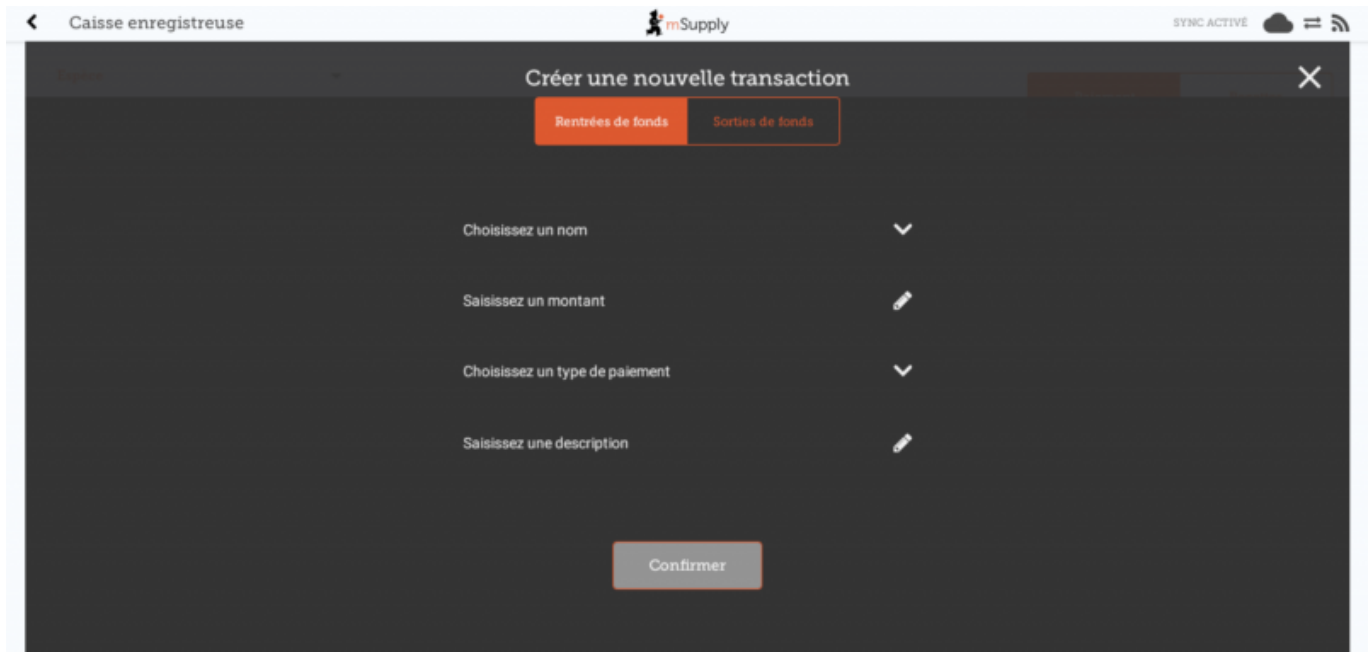 Caisse enregistreuse
mSupply
SYNC ACTIVÉ
Créer une nouvelle transaction
Rentrées de fonds
Sorties de fonds
Choisissez un nom
Saisissez un montant
Choisissez un type de paiement
Saisissez une description
Confirmer